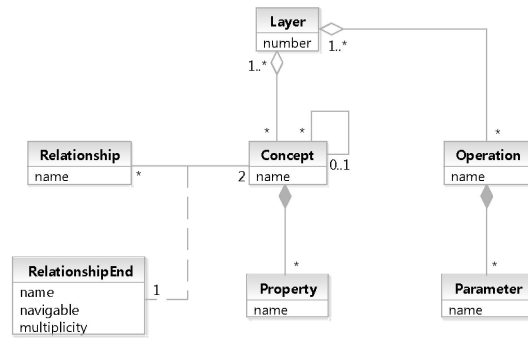 Layer
number
1..*
1..*
*
*
*
0..1
Relationship
name
*
2
Concept
name
Operation
name
RelationshipEnd
name
navigable
multiplicity
1
*
Property
name
*
Parameter
name